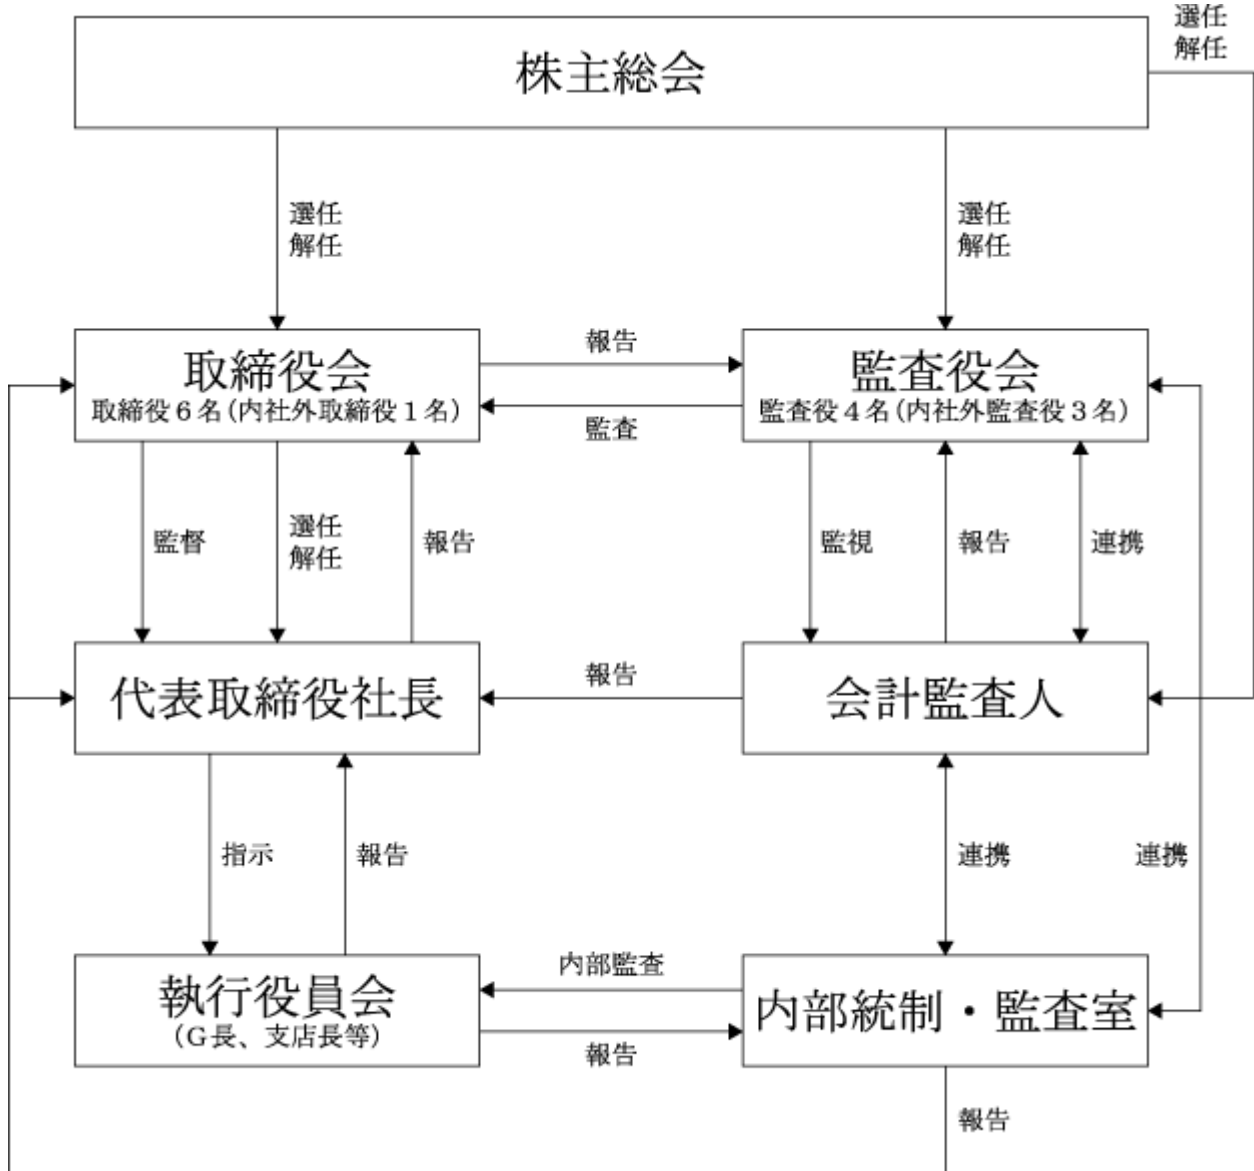 選任
解任
株主総会
選任
解任
選任
解任
取締役会
取締役６名（内社外取締役１名）
報告
監査
監査役会
監査役４名（内社外監査役３名）
監督
選任
解任
報告
監視
報告
連携
代表取締役社長
報告
会計監査人
指示
報告
連携
連携
執行役員会
（Ｇ長、支店長等）
内部監査
報告
内部統制・監査室
報告